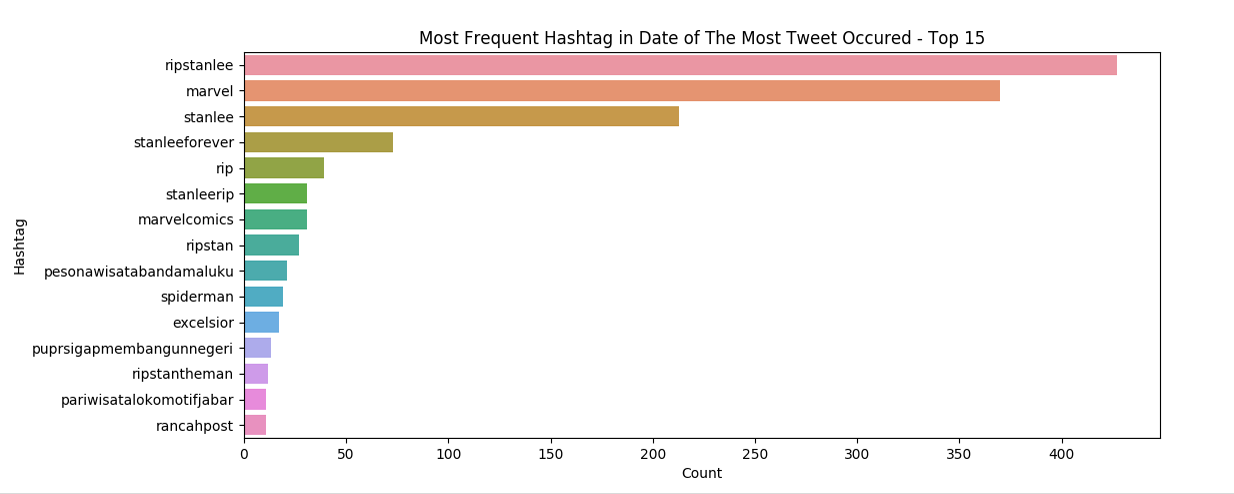 Most Frequent Hashtag in Date of The Most Tweet Occured - Top 15
Hashtag
ripstanlee
marvel
stanlee
stanleeforever
rip
stanleerip
marvelcomics
ripstan
pesonawisatabandamaluku
spiderman
excelsior
puprsigapmembangunnegeri
ripstantheman
pariwisatalokomotifjabar
rancahpost
0 50 100 150 200 250 300 350 400
Count